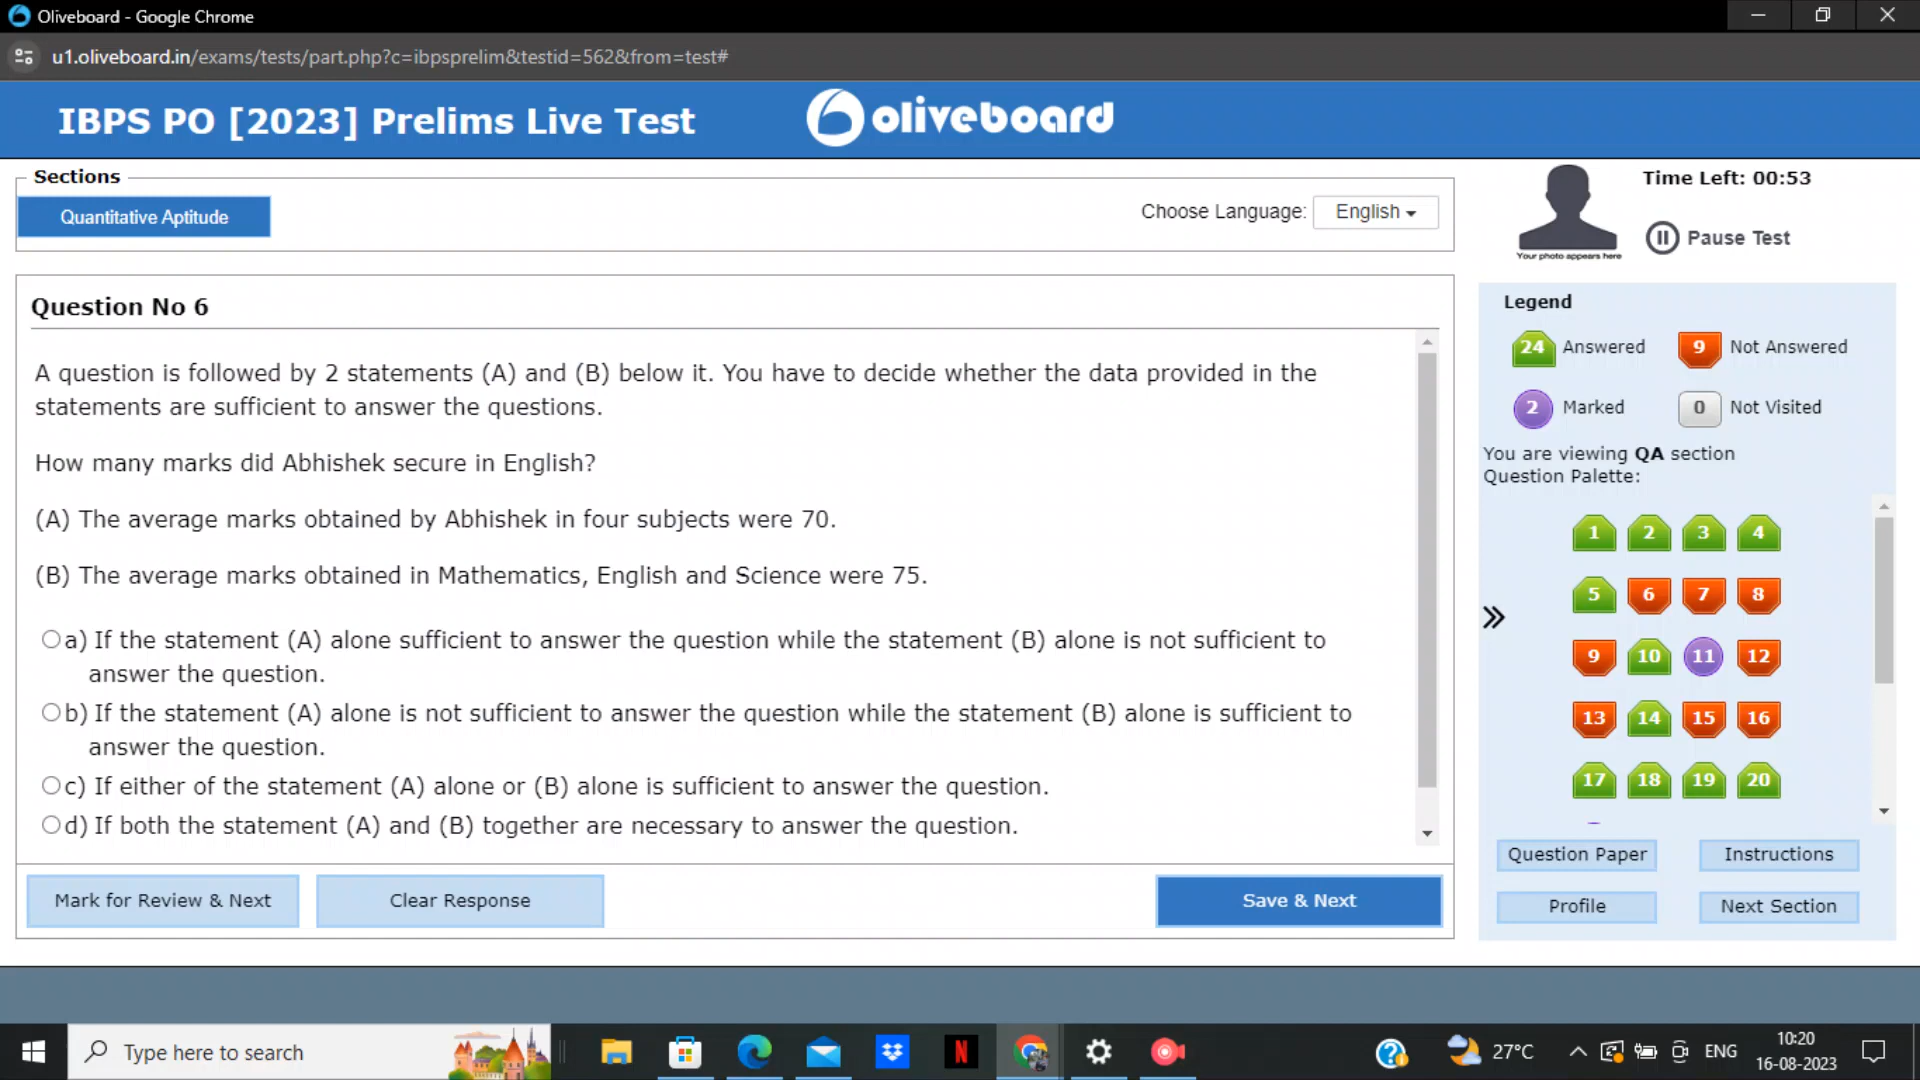 Oliveboard - Google Chrome
u1.oliveboard.in/exams/tests/part.php?c=ibpsprelim&testid=562&from=test#
IBPS PO [2023] Prelims Live Test
oliveboard
Sections
Quantitative Aptitude
Choose Language: English
Your photo appears here
Time Left: 00:53
Pause Test
Question No 6
A question is followed by 2 statements (A) and (B) below it. You have to decide whether the data provided in the
statements are sufficient to answer the questions.
How many marks did Abhishek secure in English?
(A) The average marks obtained by Abhishek in four subjects were 70.
(B) The average marks obtained in Mathematics, English and Science were 75.
a) If the statement (A) alone sufficient to answer the question while the statement (B) alone is not sufficient to
answer the question.
b) If the statement (A) alone is not sufficient to answer the question while the statement (B) alone is sufficient to
answer the question.
c) If either of the statement (A) alone or (B) alone is sufficient to answer the question.
d) If both the statement (A) and (B) together are necessary to answer the question.
Mark for Review & Next
Clear Response
Save & Next
Legend
24 Answered
9 Not Answered
2 Marked
0 Not Visited
You are viewing QA section
Question Palette:
1 2 3 4
5 6 7 8
9 10 11 12
13 14 15 16
17 18 19 20
Question Paper
Instructions
Profile
Next Section
Type here to search
27°C
ENG
10:20
16-08-2023